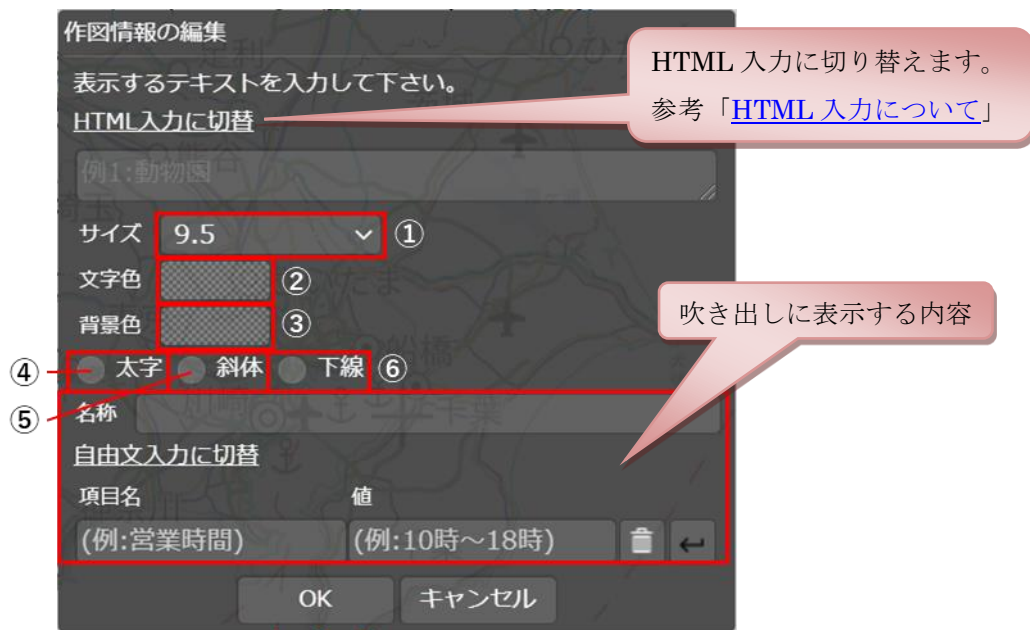 作図情報の編集
表示するテキストを入力して下さい。
HTML入力に切替
HTML 入力に切り替えます。
参考「HTML 入力について」
例1:動物園
サイズ 9.5 ①
文字色 ②
背景色 ③
吹き出しに表示する内容
④ 太字 斜体 下線 ⑥
⑤ 名称
自由文入力に切替
項目名 値
(例:営業時間) (例:10時～18時)
OK キャンセル
船橋
千葉
川崎